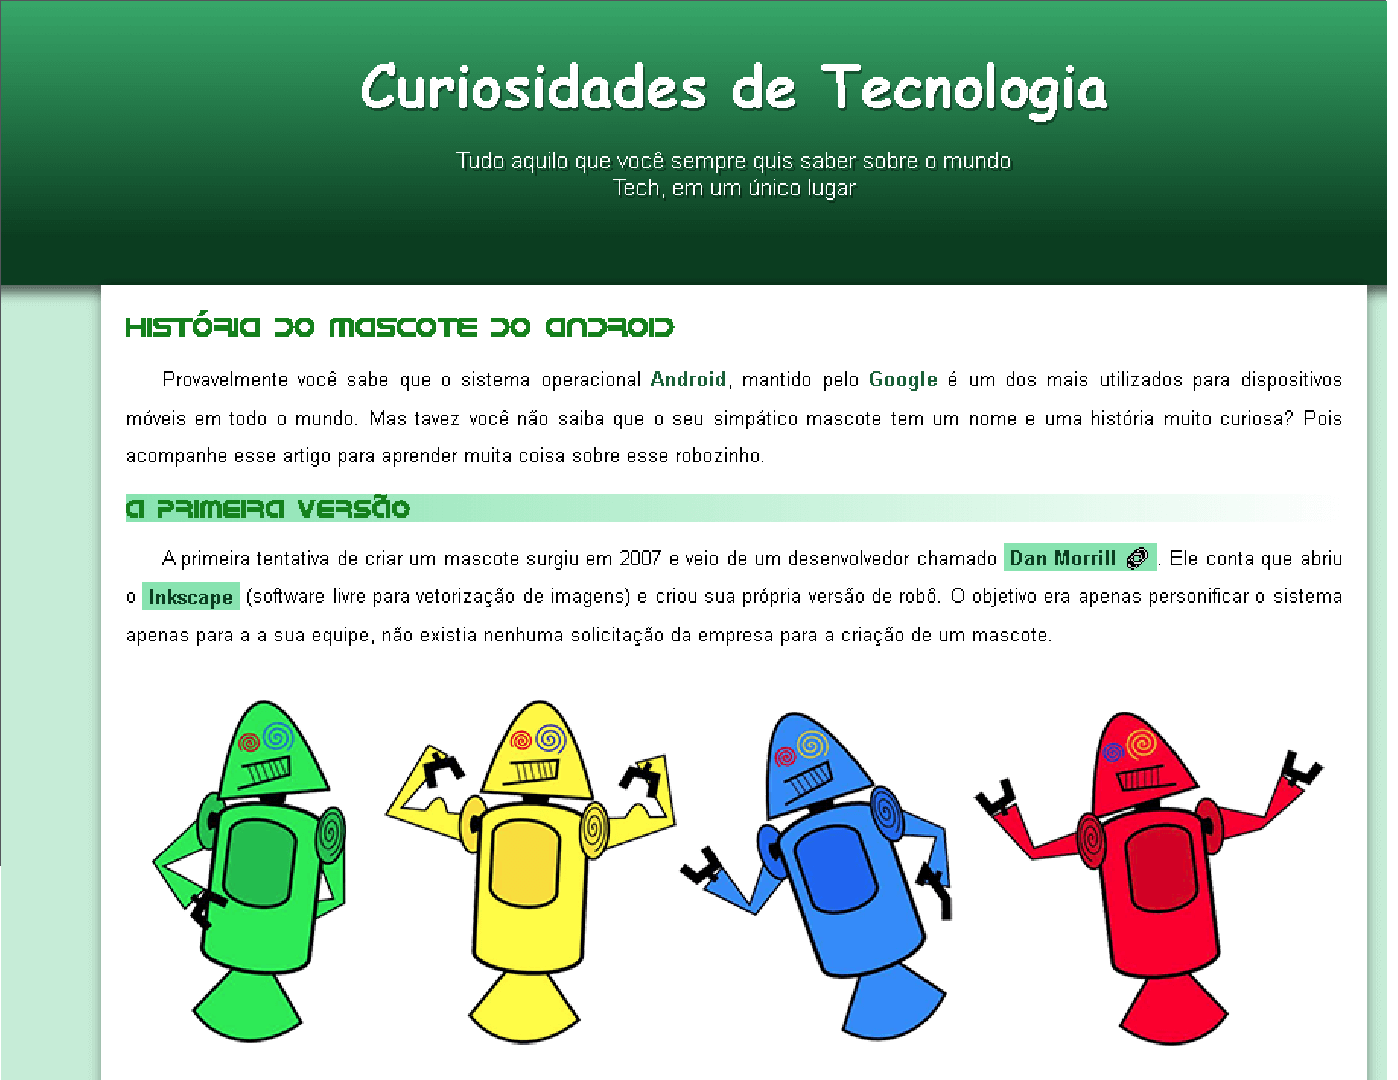 Curiosidades de Tecnologia
Tudo aquilo que você sempre quis saber sobre o mundo
Tech, em um único lugar
História do Mascote do Android
Provavelmente você sabe que o sistema operacional Android, mantido pelo Google é um dos mais utilizados para dispositivos
móveis em todo o mundo. Mas tavez você não saiba que o seu simpático mascote tem um nome e uma história muito curiosa? Pois
acompanhe esse artigo para aprender muita coisa sobre esse robozinho.
A primeira versão
A primeira tentativa de criar um mascote surgiu em 2007 e veio de um desenvolvedor chamado Dan Morrill. Ele conta que abriu
o Inkscape (software livre para vetorização de imagens) e criou sua própria versão de robô. O objetivo era apenas personificar o sistema
apenas para a a sua equipe, não existia nenhuma solicitação da empresa para a criação de um mascote.